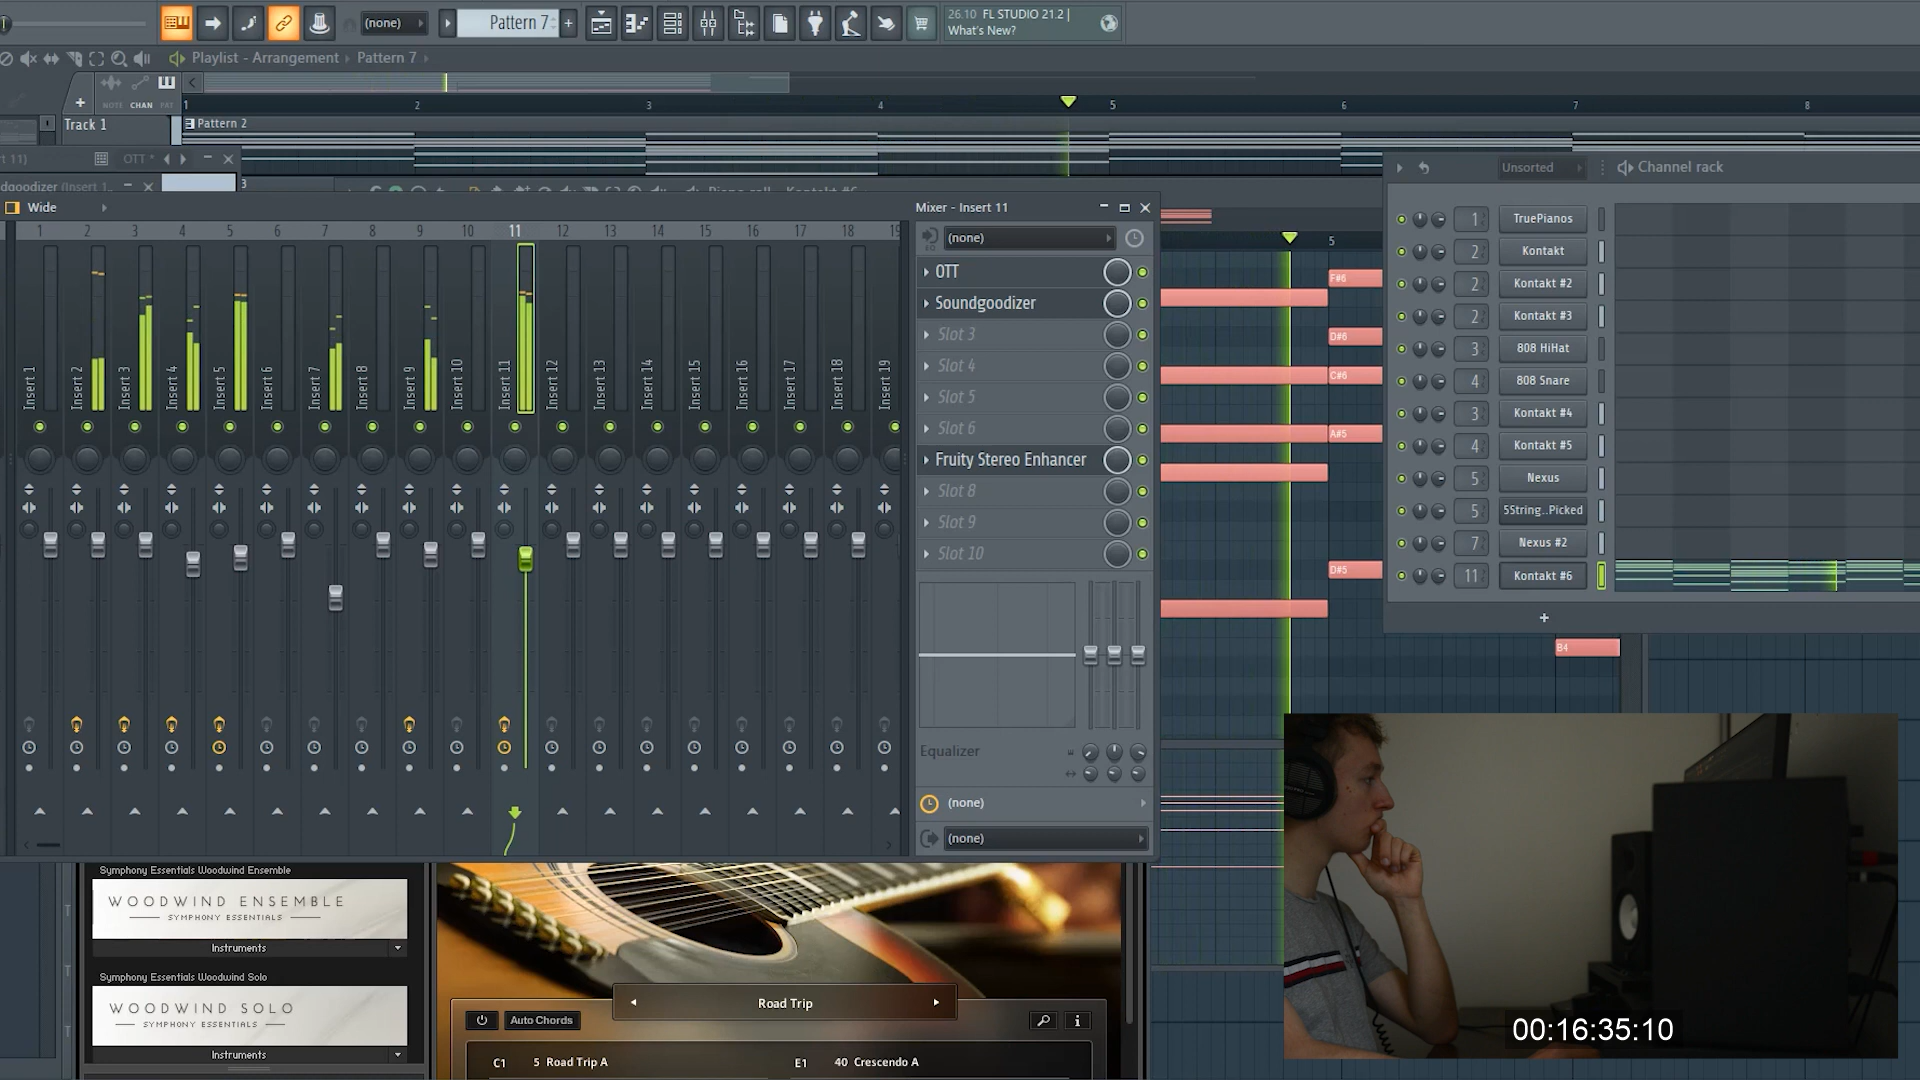 (none)
Pattern 7
+
26.10 FL STUDIO 21.2 |
What's New?
Playlist - Arrangement › Pattern 7 ›
NOTE CHAN PAT
1 2 3 4 5 6 7 8
Track 1
Pattern 2
OTT
3
Unsorted
Channel rack
Wide
Mixer - Insert 11
1 2 3 4 5 6 7 8 9 10 11 12 13 14 15 16 17 18 19
(none)
OTT
Soundgoodizer
Slot 3
Slot 4
Slot 5
Slot 6
Fruity Stereo Enhancer
Slot 8
Slot 9
Slot 10
Equalizer
(none)
(none)
Insert 1
Insert 2
Insert 3
Insert 4
Insert 5
Insert 6
Insert 7
Insert 8
Insert 9
Insert 10
Insert 11
Insert 12
Insert 13
Insert 14
Insert 15
Insert 16
Insert 17
Insert 18
Insert 19
5
F#6
D#6
C#6
A#5
D#5
B4
1 TruePianos
2 Kontakt
2 Kontakt #2
2 Kontakt #3
3 808 HiHat
4 808 Snare
3 Kontakt #4
4 Kontakt #5
5 Nexus
5 5String..Picked
7 Nexus #2
11 Kontakt #6
+
Symphony Essentials Woodwind Ensemble
WOODWIND ENSEMBLE
SYMPHONY ESSENTIALS
Instruments
Symphony Essentials Woodwind Solo
WOODWIND SOLO
SYMPHONY ESSENTIALS
Instruments
Road Trip
Auto Chords
C1 5 Road Trip A E1 40 Crescendo A
00:16:35:10